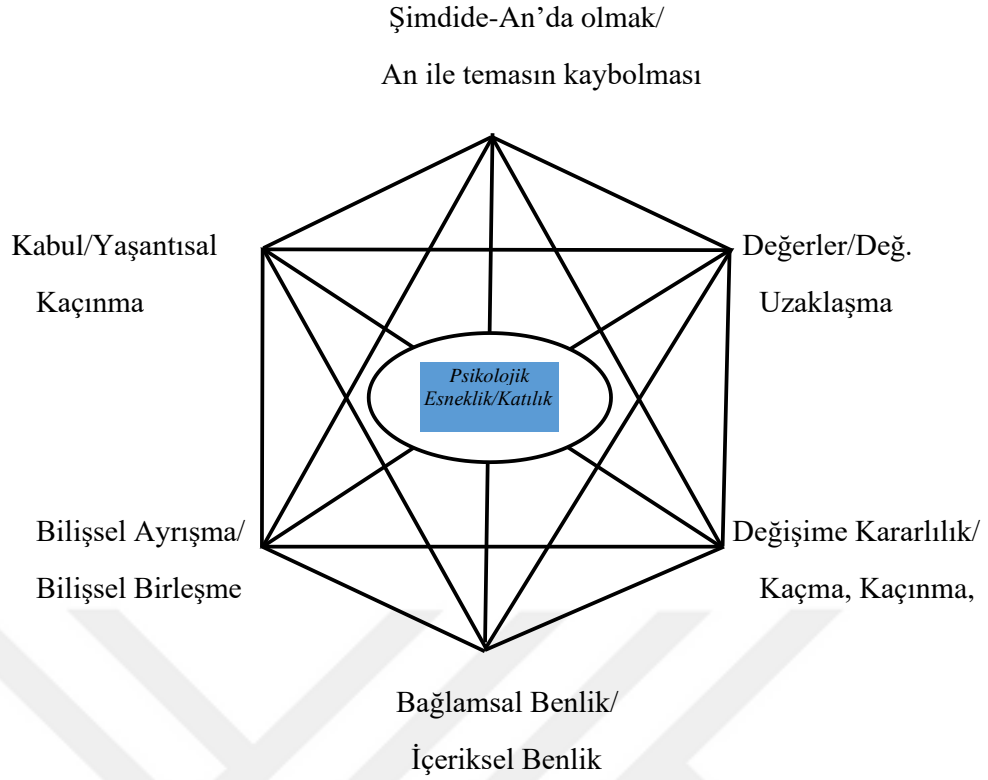 Şimdide-An’da olmak/
An ile temasın kaybolması
Kabul/Yaşantısal
Kaçınma
Değerler/Değ.
Uzaklaşma
Psikolojik
Esneklik/Katılık
Bilişsel Ayrışma/
Bilişsel Birleşme
Değişime Kararlılık/
Kaçma, Kaçınma,
Bağlamsal Benlik/
İçeriksel Benlik